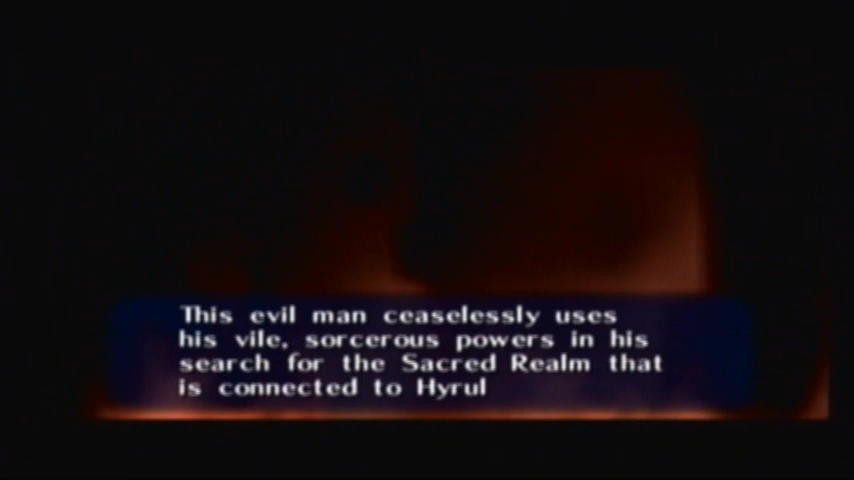 This evil man ceaselessly uses
his vile, sorcerous powers in his
search for the Sacred Realm that
is connected to Hyrul